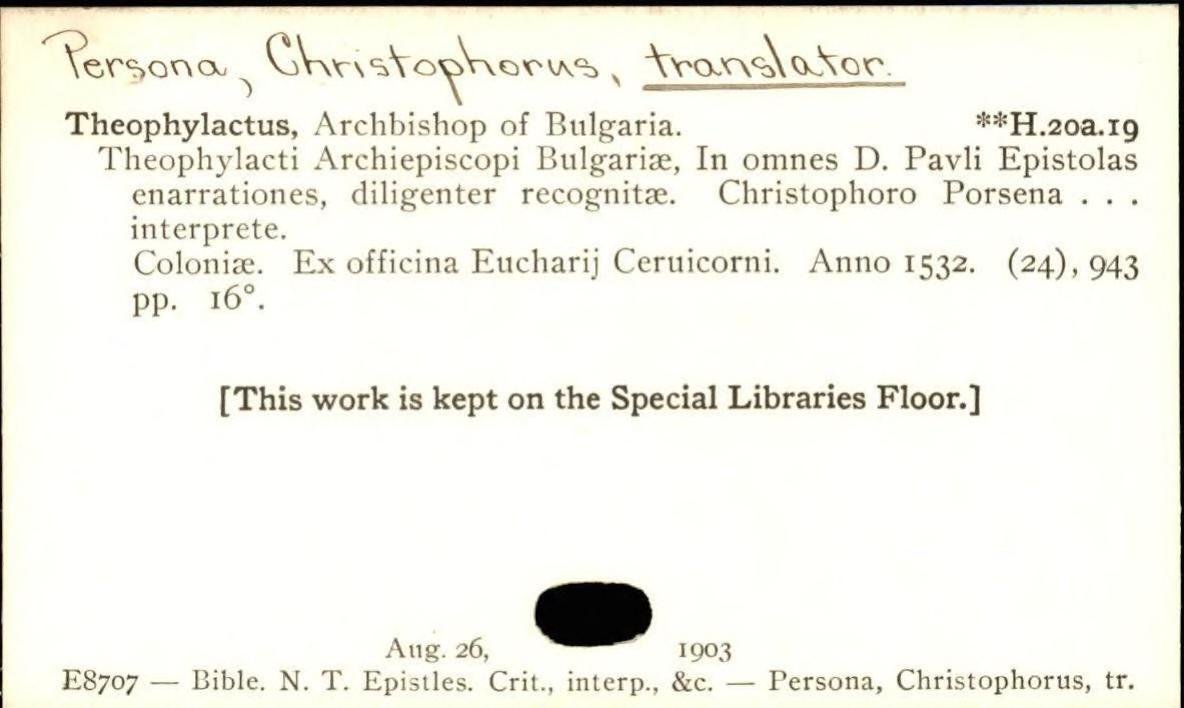 Persona, Christophorus, translator.
Theophylactus, Archbishop of Bulgaria. **H.20a.19
Theophylacti Archiepiscopi Bulgariæ, In omnes D. Pavli Epistolas
enarrationes, diligenter recognitæ. Christophoro Porsena . . .
interprete.
Coloniæ. Ex officina Eucharij Ceruicorni. Anno 1532. (24), 943
pp. 16°.
[This work is kept on the Special Libraries Floor.]
Aug. 26, 1903
E8707 — Bible. N. T. Epistles. Crit., interp., &c. — Persona, Christophorus, tr.